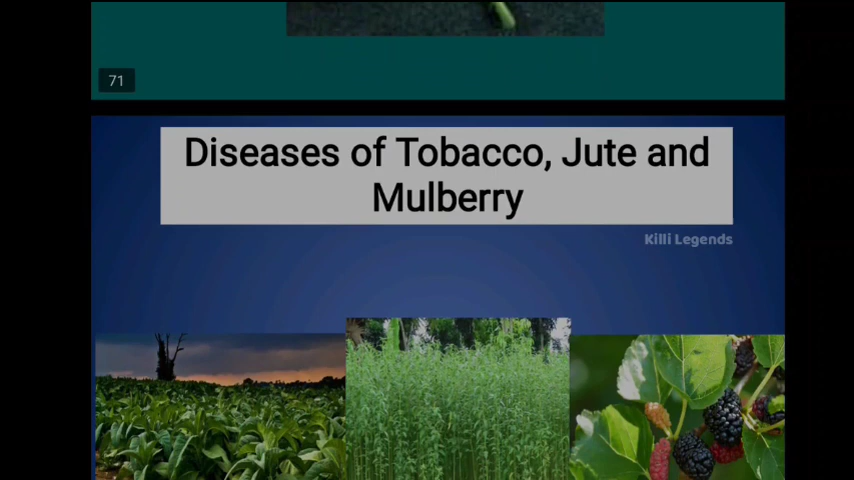 71
Diseases of Tobacco, Jute and
Mulberry
Killi Legends